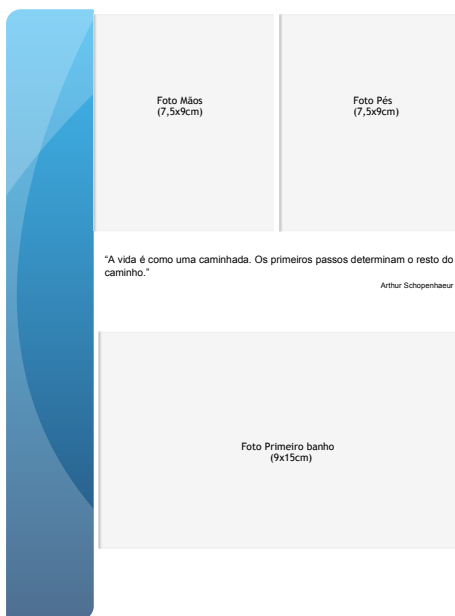 Foto Mãos
(7,5x9cm)
Foto Pés
(7,5x9cm)
“A vida é como uma caminhada. Os primeiros passos determinam o resto do
caminho.”
Arthur Schopenhaeur
Foto Primeiro banho
(9x15cm)